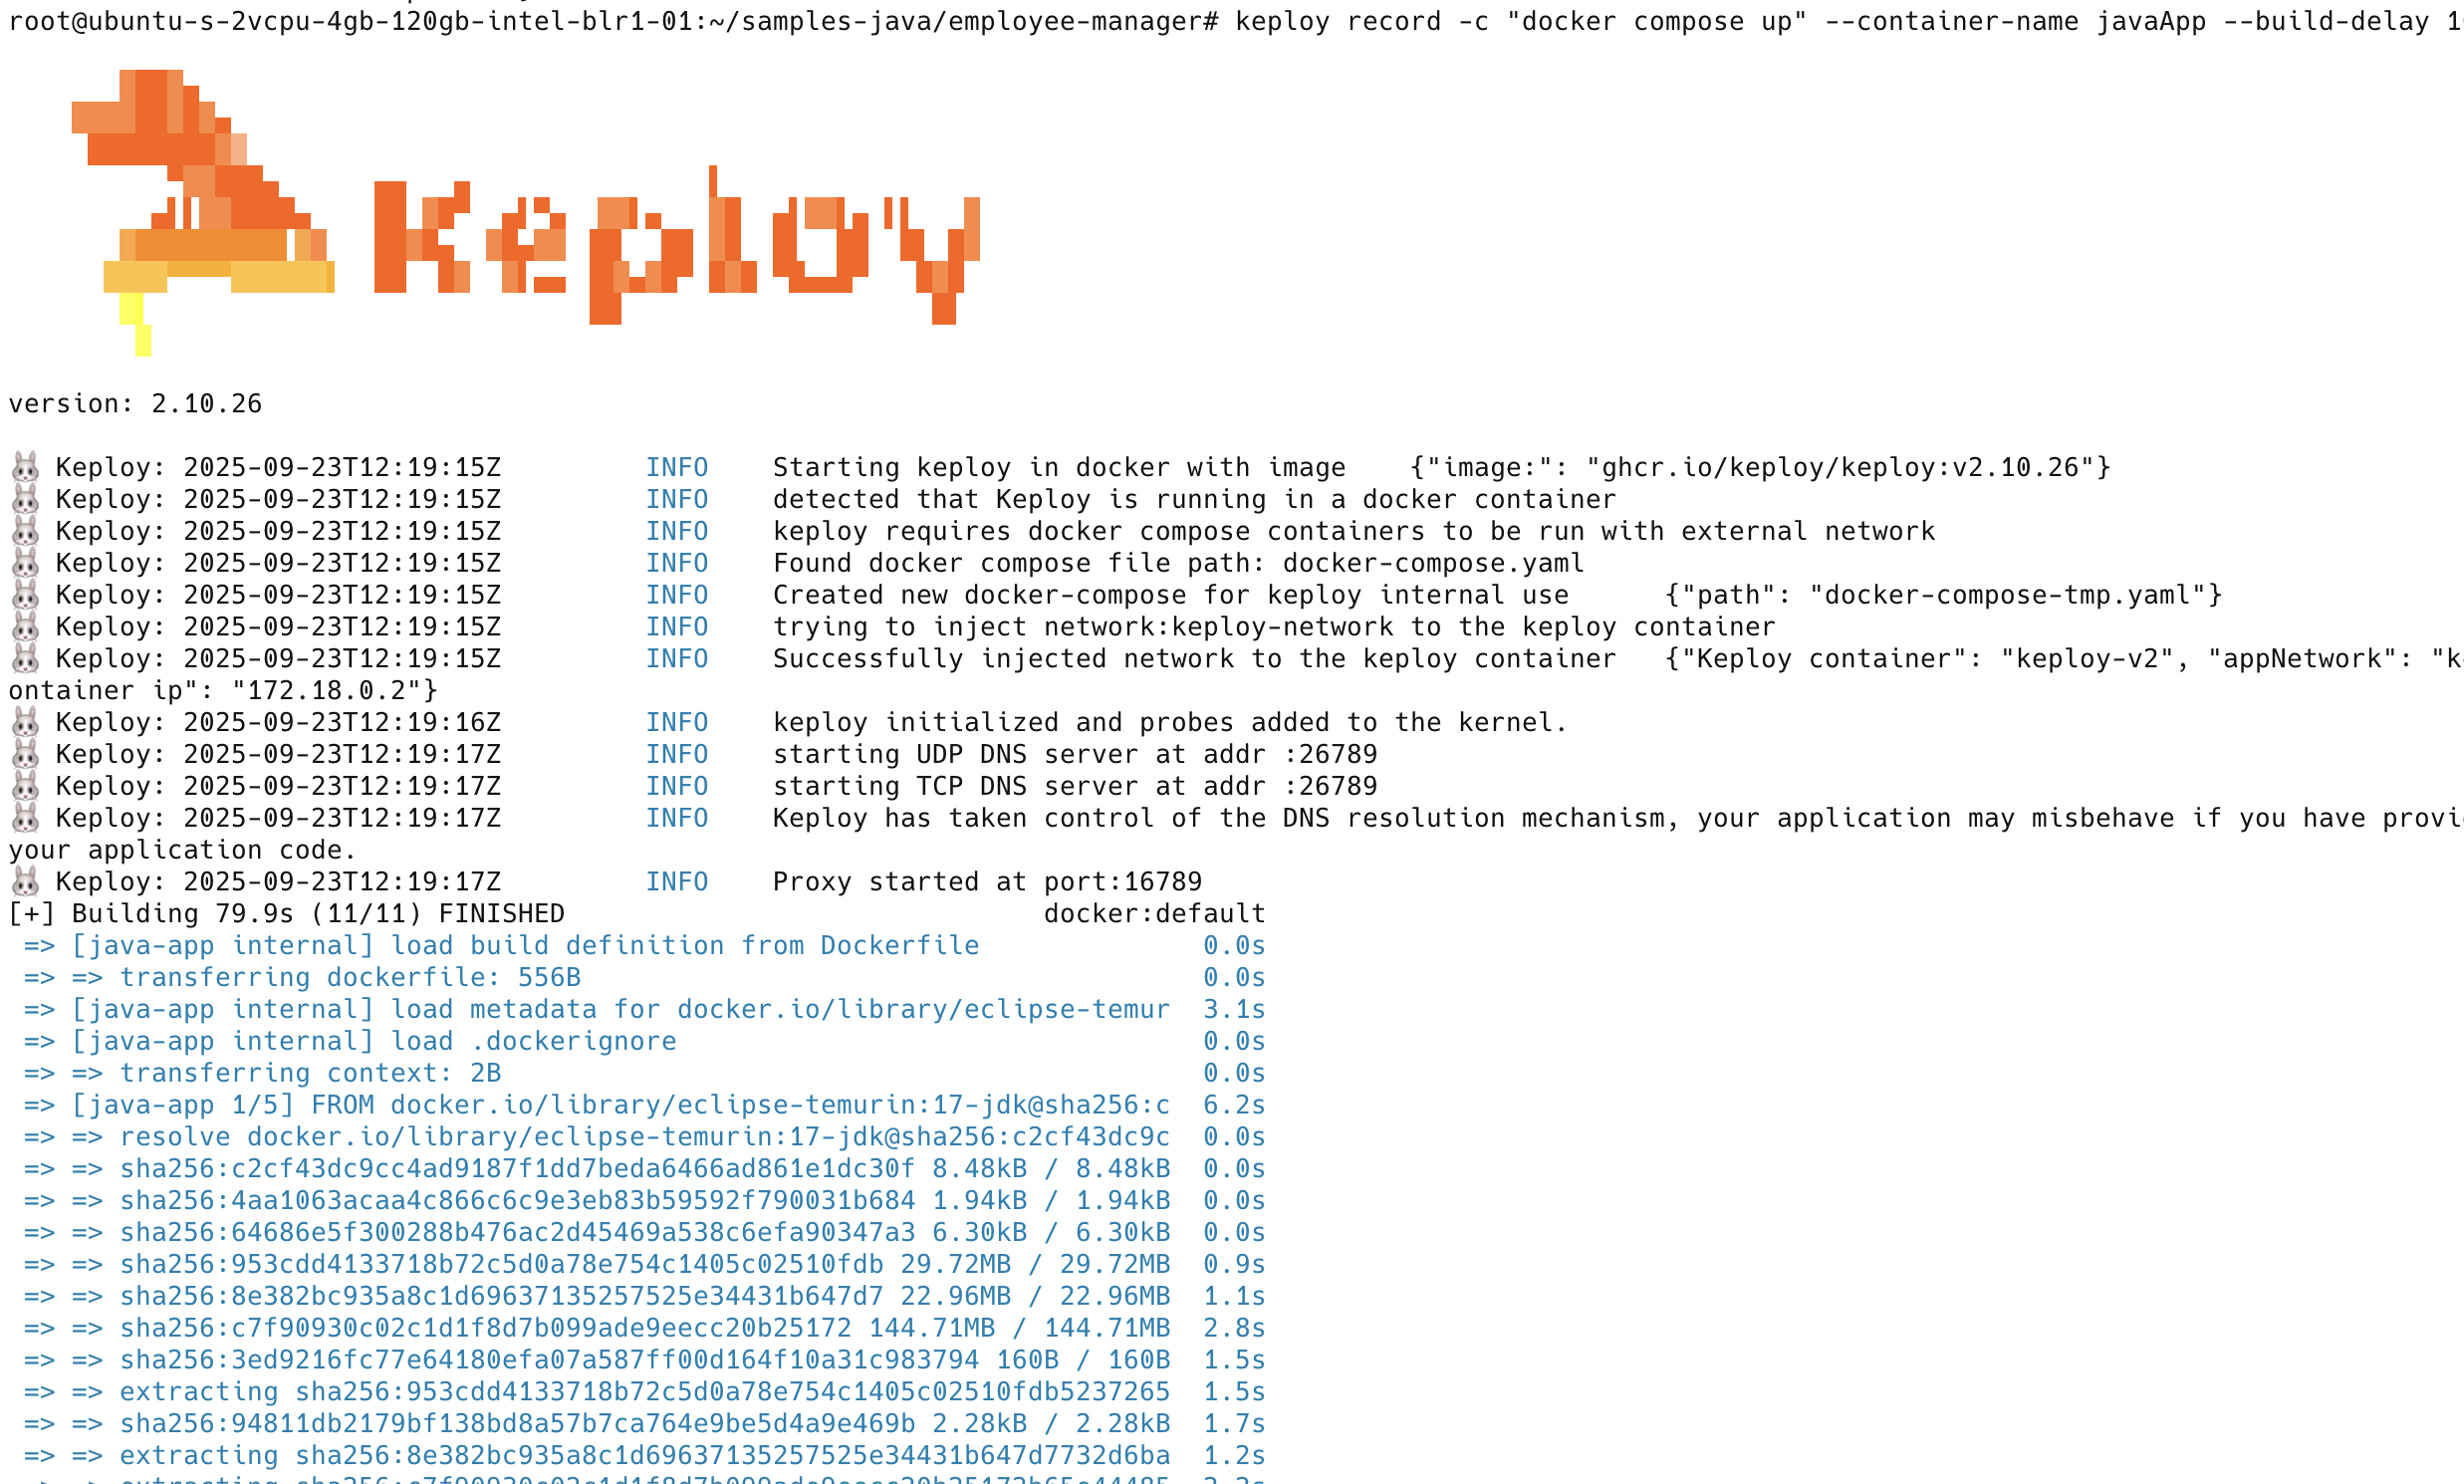 root@ubuntu-s-2vcpu-4gb-120gb-intel-blr1-01:~/samples-java/employee-manager# keploy record -c "docker compose up" --container-name javaApp --build-delay 1
Keploy
version: 2.10.26
Keploy: 2025-09-23T12:19:15Z INFO Starting keploy in docker with image {"image:": "ghcr.io/keploy/keploy:v2.10.26"}
Keploy: 2025-09-23T12:19:15Z INFO detected that Keploy is running in a docker container
Keploy: 2025-09-23T12:19:15Z INFO keploy requires docker compose containers to be run with external network
Keploy: 2025-09-23T12:19:15Z INFO Found docker compose file path: docker-compose.yaml
Keploy: 2025-09-23T12:19:15Z INFO Created new docker-compose for keploy internal use {"path": "docker-compose-tmp.yaml"}
Keploy: 2025-09-23T12:19:15Z INFO trying to inject network:keploy-network to the keploy container
Keploy: 2025-09-23T12:19:15Z INFO Successfully injected network to the keploy container {"Keploy container": "keploy-v2", "appNetwork": "k
ontainer ip": "172.18.0.2"}
Keploy: 2025-09-23T12:19:16Z INFO keploy initialized and probes added to the kernel.
Keploy: 2025-09-23T12:19:17Z INFO starting UDP DNS server at addr :26789
Keploy: 2025-09-23T12:19:17Z INFO starting TCP DNS server at addr :26789
Keploy: 2025-09-23T12:19:17Z INFO Keploy has taken control of the DNS resolution mechanism, your application may misbehave if you have provi
your application code.
Keploy: 2025-09-23T12:19:17Z INFO Proxy started at port:16789
[+] Building 79.9s (11/11) FINISHED docker:default
=> [java-app internal] load build definition from Dockerfile 0.0s
=> => transferring dockerfile: 556B 0.0s
=> [java-app internal] load metadata for docker.io/library/eclipse-temur 3.1s
=> [java-app internal] load .dockerignore 0.0s
=> => transferring context: 2B 0.0s
=> [java-app 1/5] FROM docker.io/library/eclipse-temurin:17-jdk@sha256:c 6.2s
=> => resolve docker.io/library/eclipse-temurin:17-jdk@sha256:c2cf43dc9c 0.0s
=> => sha256:c2cf43dc9cc4ad9187f1dd7beda6466ad861e1dc30f 8.48kB / 8.48kB 0.0s
=> => sha256:4aa1063acaa4c866c6c9e3eb83b59592f790031b684 1.94kB / 1.94kB 0.0s
=> => sha256:64686e5f300288b476ac2d45469a538c6efa90347a3 6.30kB / 6.30kB 0.0s
=> => sha256:953cdd4133718b72c5d0a78e754c1405c02510fdb 29.72MB / 29.72MB 0.9s
=> => sha256:8e382bc935a8c1d69637135257525e34431b647d7 22.96MB / 22.96MB 1.1s
=> => sha256:c7f90930c02c1d1f8d7b099ade9eecc20b25172 144.71MB / 144.71MB 2.8s
=> => sha256:3ed9216fc77e64180efa07a587ff00d164f10a31c983794 160B / 160B 1.5s
=> => extracting sha256:953cdd4133718b72c5d0a78e754c1405c02510fdb5237265 1.5s
=> => sha256:94811db2179bf138bd8a57b7ca764e9be5d4a9e469b 2.28kB / 2.28kB 1.7s
=> => extracting sha256:8e382bc935a8c1d69637135257525e34431b647d7732d6ba 1.2s